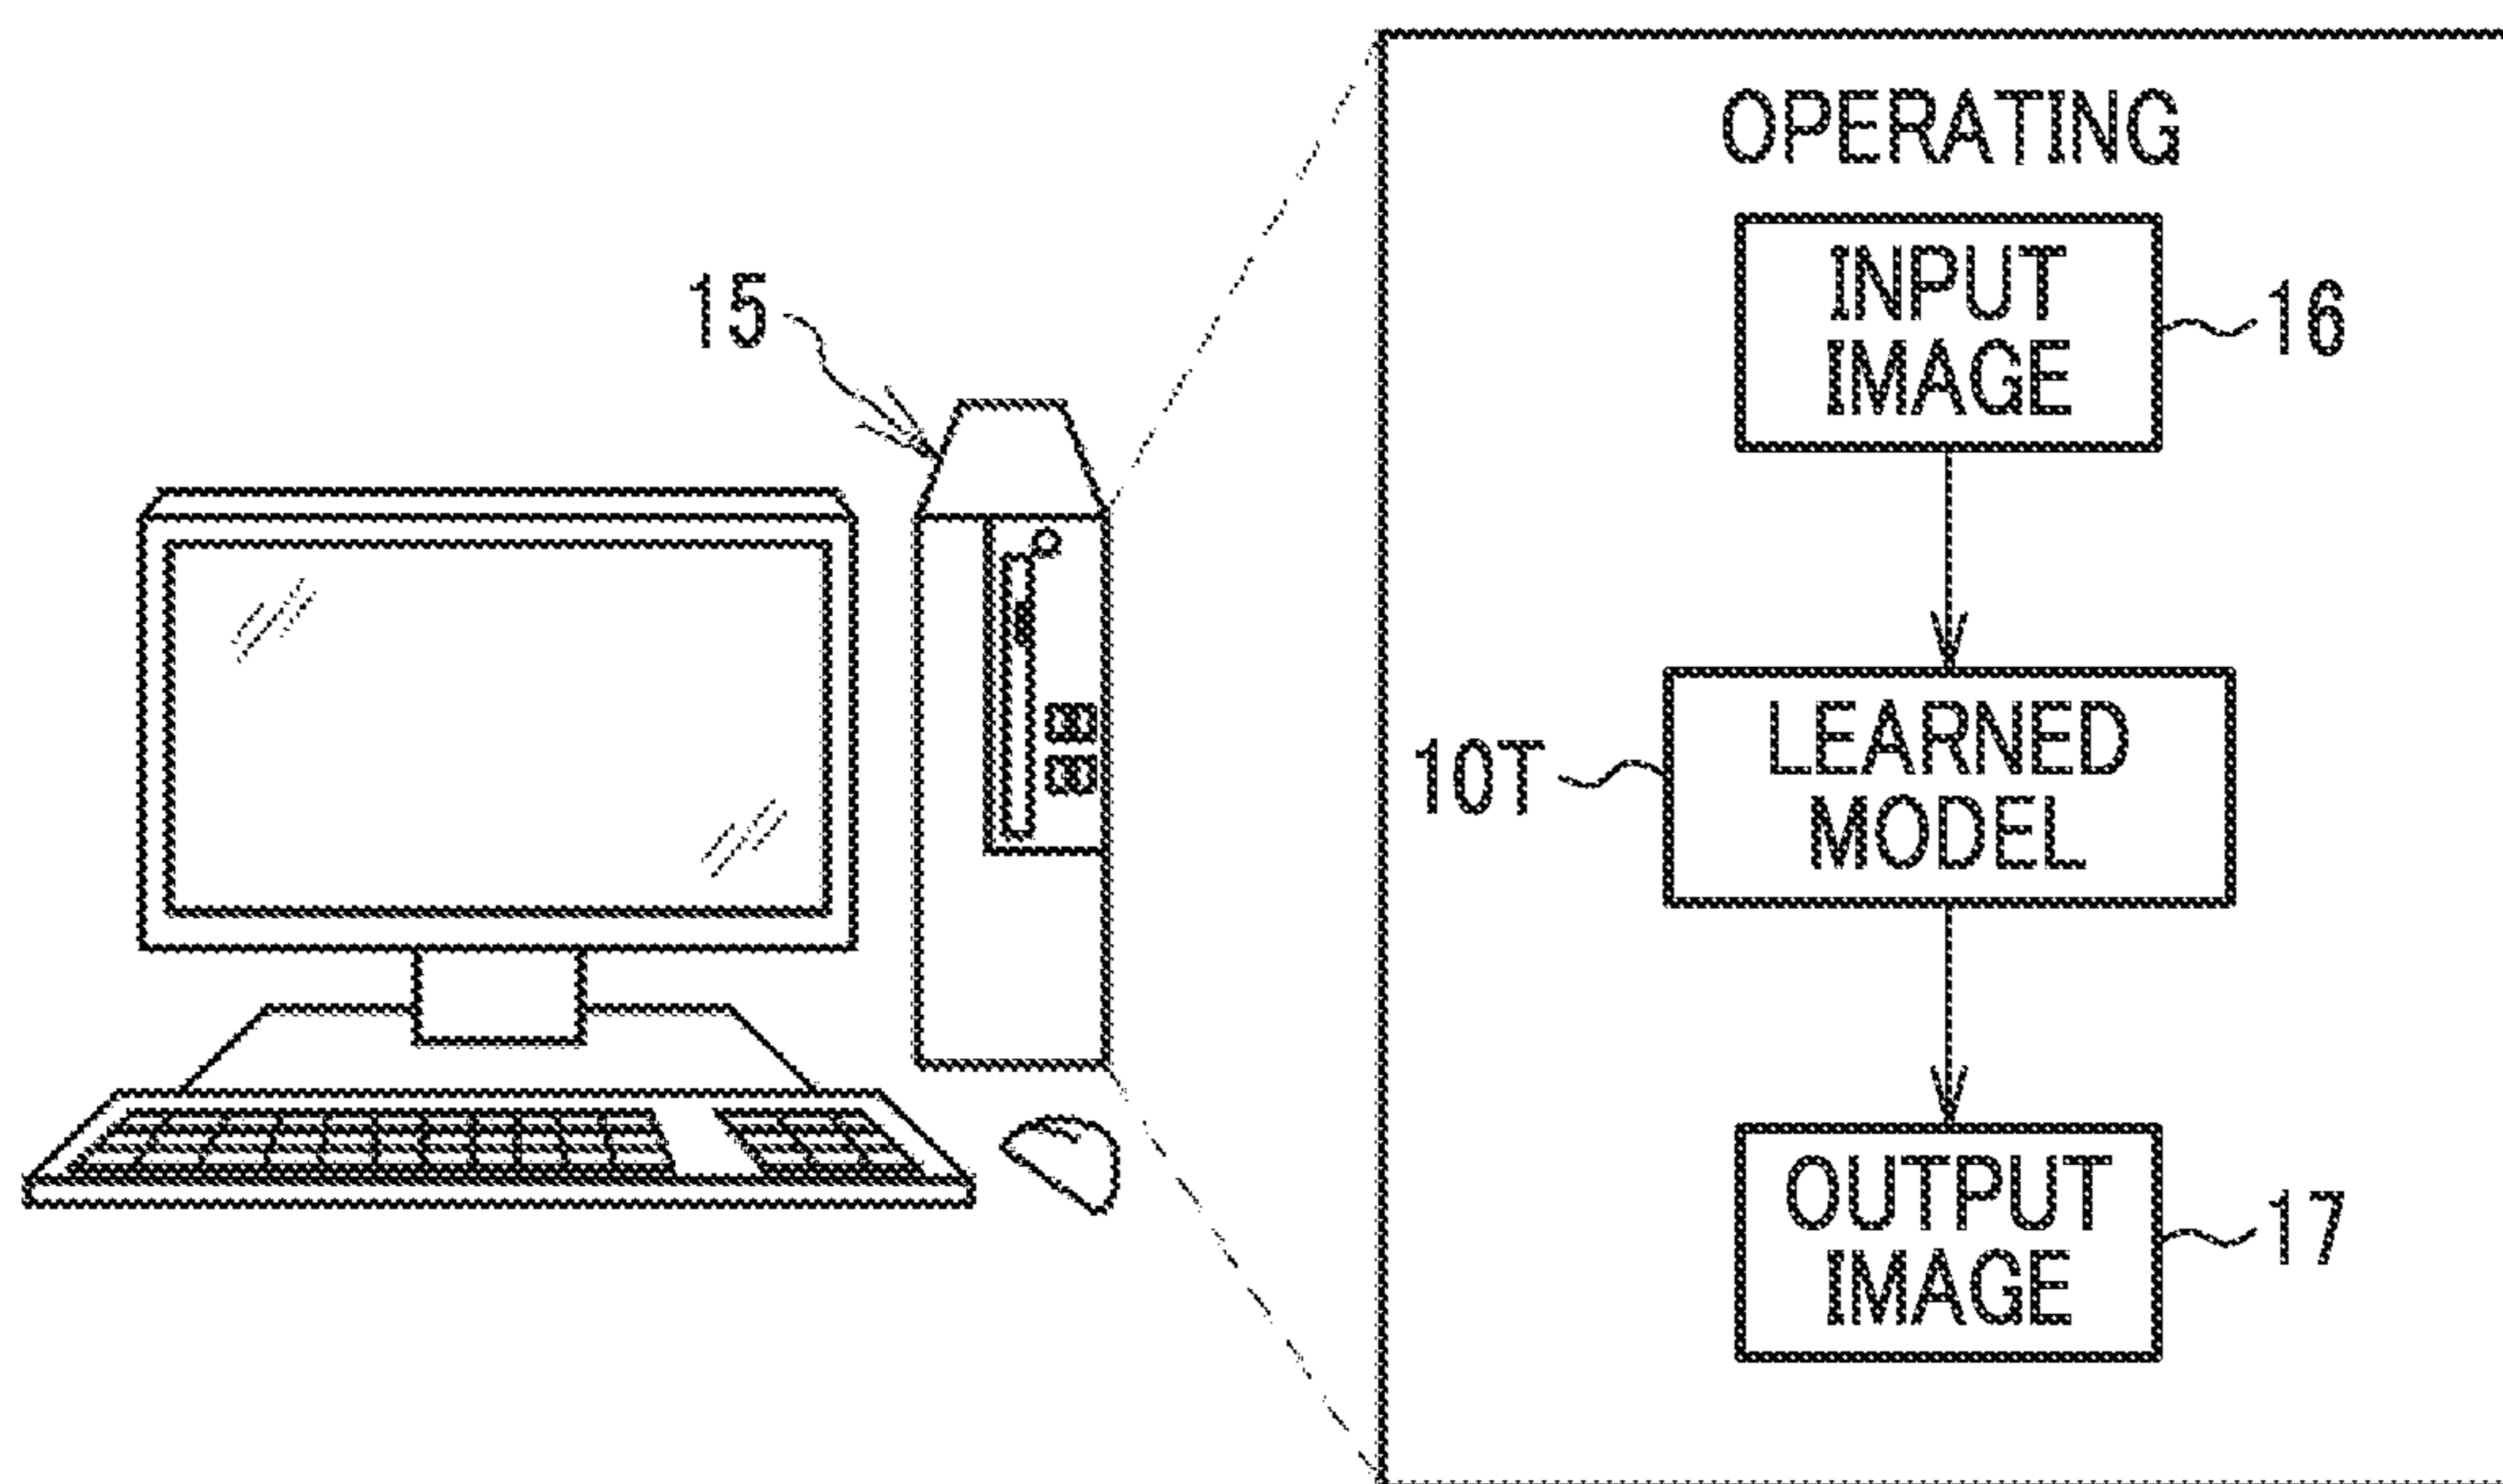 OPERATING
15
INPUT
IMAGE
16
10T
LEARNED
MODEL
OUTPUT
IMAGE
17